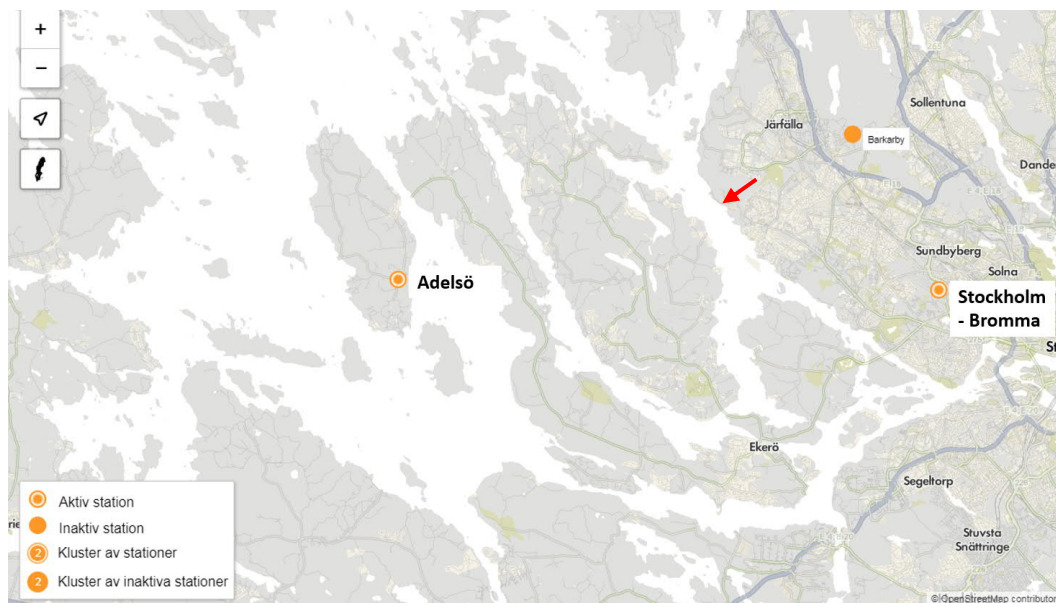 +
−
Sollentuna
Järfälla
Barkarby
Dande
Sundbyberg
Solna
Adelsö
Stockholm
- Bromma
St
Ekerö
Segeltorp
Stuvsta
Snättringe
Aktiv station
Inaktiv station
2 Kluster av stationer
2 Kluster av inaktiva stationer
© OpenStreetMap contributor